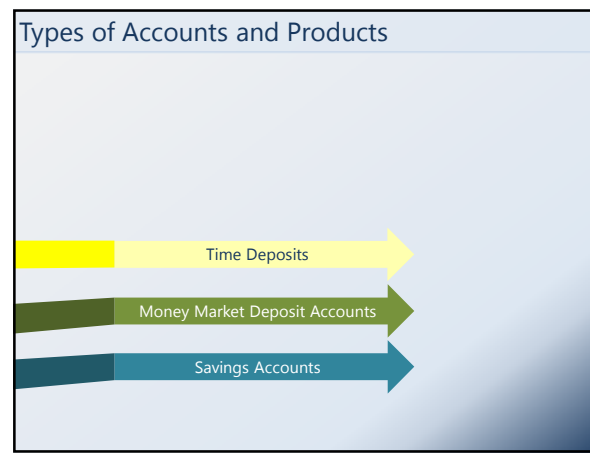 Types of Accounts and Products
Time Deposits
Money Market Deposit Accounts
Savings Accounts